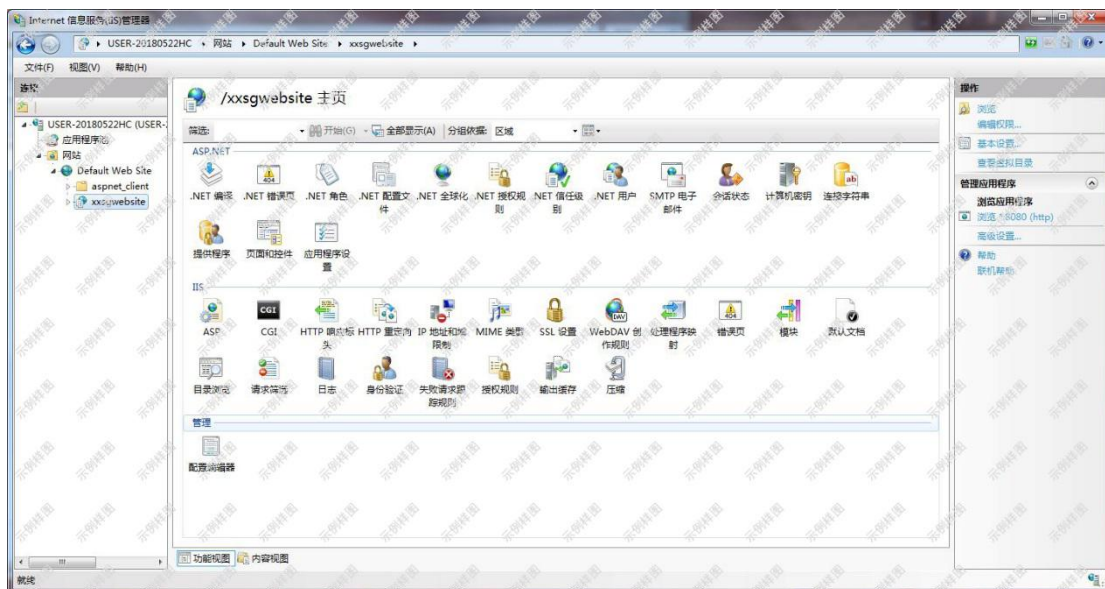 Internet 信息服务(IIS)管理器
USER-20180522HC 网站 Default Web Site xxsgwebsite
文件(F) 视图(V) 帮助(H)
连接
USER-20180522HC (USER-
应用程序池
网站
Default Web Site
aspnet_client
xxsgwebsite
/xxsgwebsite 主页
筛选: 开始(G) 全部显示(A) 分组依据: 区域
ASP.NET
.NET 编译 .NET 错误页 .NET 角色 .NET 配置文件 .NET 全球化 .NET 授权规则 .NET 信任级别 .NET 用户 SMTP 电子邮件 会话状态 计算机密钥 连接字符串
提供程序 页面和控件 应用程序设置
IIS
ASP CGI HTTP 响应标头 HTTP 重定向 IP 地址和域限制 MIME 类型 SSL 设置 WebDAV 创作规则 处理程序映射 错误页 模块 默认文档
目录浏览 请求筛选 日志 身份验证 失败请求跟踪规则 授权规则 输出缓存 压缩
管理
配置编辑器
功能视图 内容视图
就绪
操作
浏览
编辑权限...
基本设置...
查看虚拟目录
管理应用程序
浏览应用程序
浏览 *:8080 (http)
高级设置...
帮助
联机帮助
示例样图